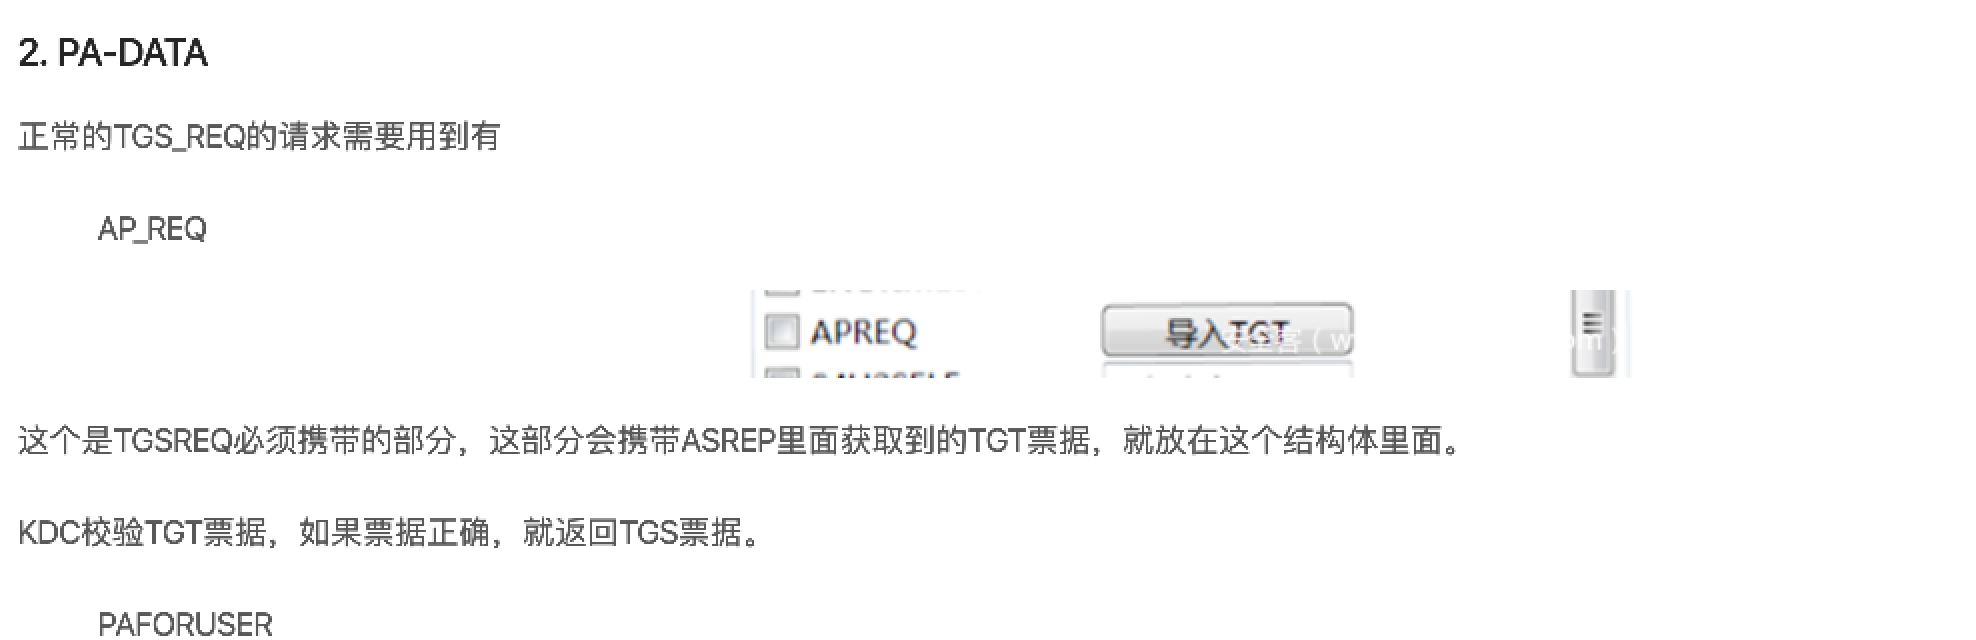 2. PA-DATA
正常的TGS_REQ的请求需要用到有
AP_REQ
APREQ 导入TGT
这个是TGSREQ必须携带的部分，这部分会携带ASREP里面获取到的TGT票据，就放在这个结构体里面。
KDC校验TGT票据，如果票据正确，就返回TGS票据。
PAFORUSER